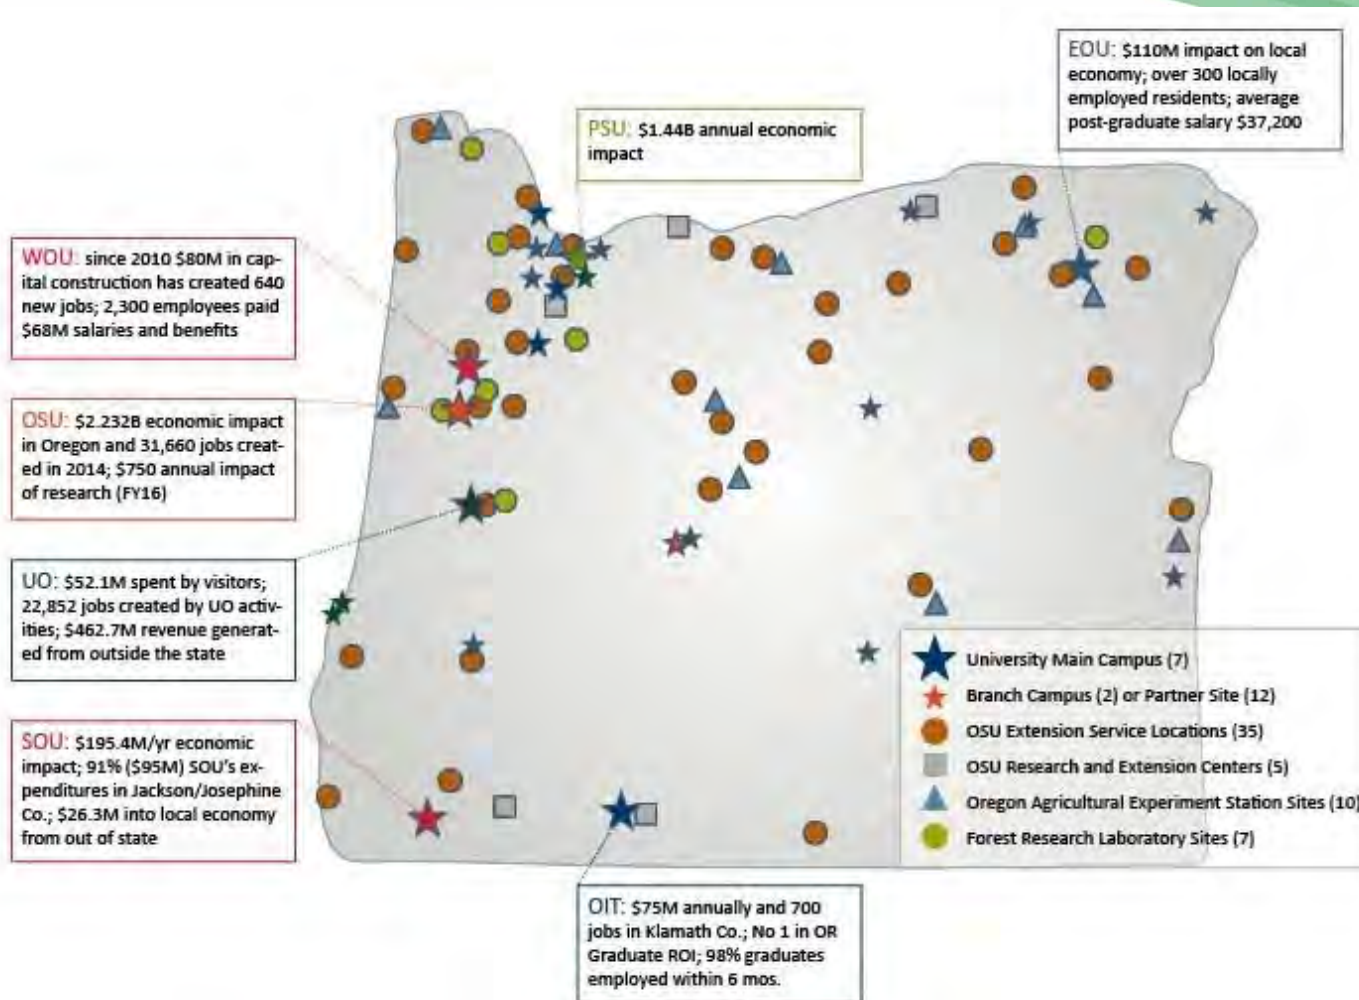 EOU: $110M impact on local
economy; over 300 locally
employed residents; average
post-graduate salary $37,200
PSU: $1.44B annual economic
impact
WOU: since 2010 $80M in cap-
ital construction has created 640
new jobs; 2,300 employees paid
$68M salaries and benefits
OSU: $2.232B economic impact
in Oregon and 31,660 jobs creat-
ed in 2014; $750 annual impact
of research (FY16)
UO: $52.1M spent by visitors;
22,852 jobs created by UO activ-
ities; $462.7M revenue generat-
ed from outside the state
SOU: $195.4M/yr economic
impact; 91% ($95M) SOU's ex-
penditures in Jackson/Josephine
Co.; $26.3M into local economy
from out of state
University Main Campus (7)
Branch Campus (2) or Partner Site (12)
OSU Extension Service Locations (35)
OSU Research and Extension Centers (5)
Oregon Agricultural Experiment Station Sites (10)
Forest Research Laboratory Sites (7)
OIT: $75M annually and 700
jobs in Klamath Co.; No 1 in OR
Graduate ROI; 98% graduates
employed within 6 mos.